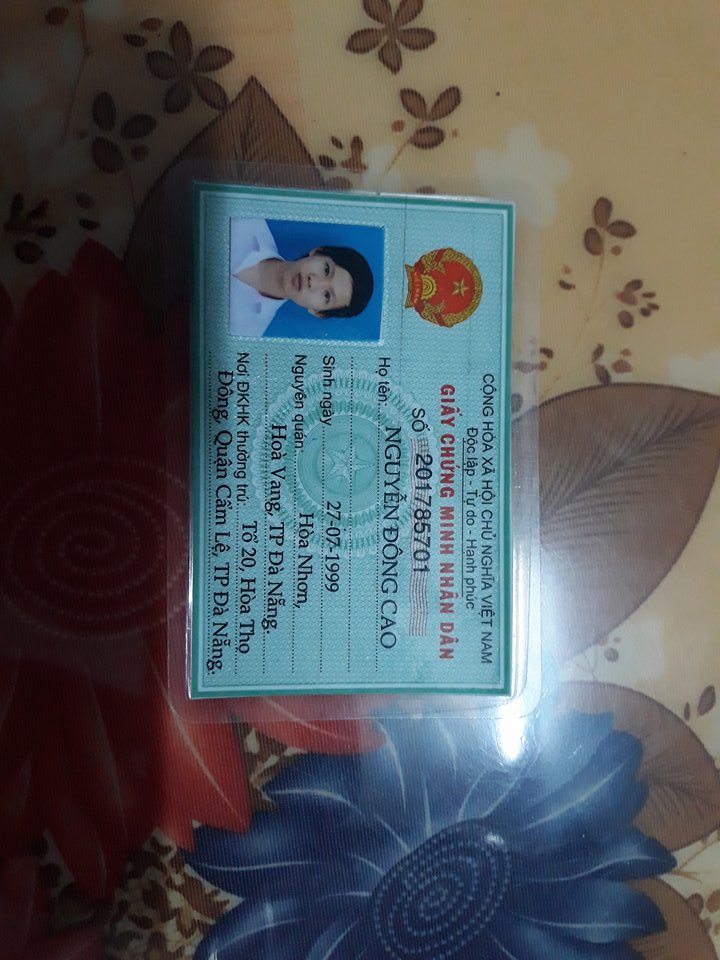 CỘNG HÒA XÃ HỘI CHỦ NGHĨA VIỆT NAM
Độc lập - Tự do - Hạnh phúc
GIẤY CHỨNG MINH NHÂN DÂN
SỐ 201785701
Họ tên: NGUYỄN ĐÔNG CAO
Sinh ngày 27-07-1999
Nguyên quán: Hòa Nhơn,
Hoà Vang, TP Đà Nẵng.
Nơi ĐKHK thường trú: Tổ 20, Hòa Thọ
Đông, Quận Cẩm Lệ, TP Đà Nẵng.